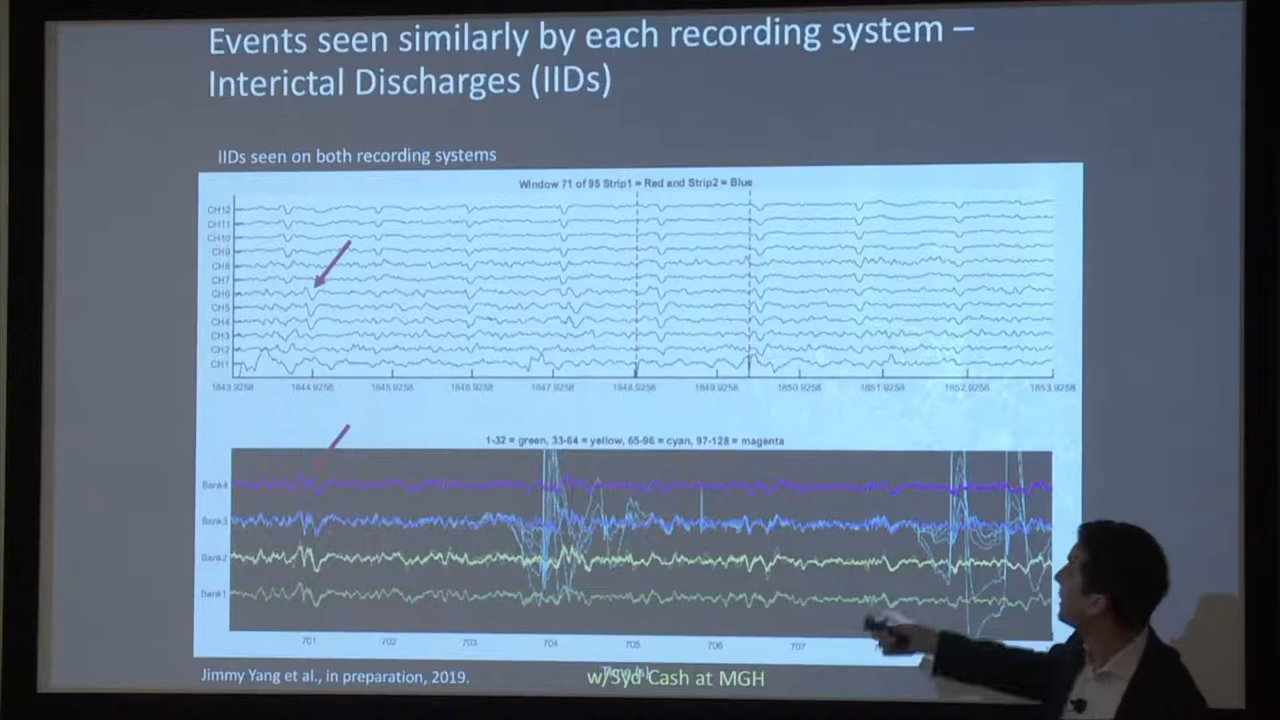 Events seen similarly by each recording system –
Interictal Discharges (IIDs)
IIDs seen on both recording systems
Window 71 of 95 Strip1 = Red and Strip2 = Blue
CH12
CH11
CH10
CH9
CH8
CH7
CH6
CH5
CH4
CH3
CH2
CH1
1843.9258 1844.9258 1845.9258 1846.9258 1847.9258 1848.9258 1849.9258 1850.9258 1851.9258 1852.9258 1853.9258
1-32 = green, 33-64 = yellow, 65-96 = cyan, 97-128 = magenta
Bank4
Bank3
Bank2
Bank1
701 702 703 704 705 706 707
Time (s)
Jimmy Yang et al., in preparation, 2019.
w/Syd Cash at MGH